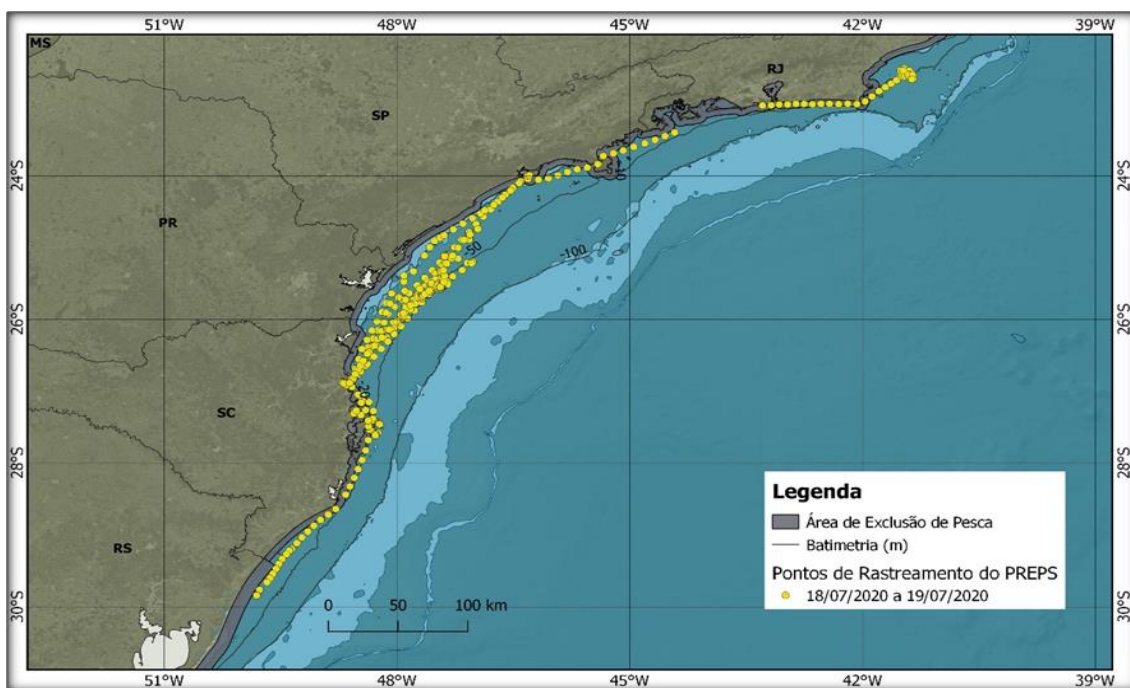 51°W 48°W 45°W 42°W 39°W
MS
RJ
SP
24°S 24°S
PR
-50
-100
26°S 26°S
-20
SC
28°S 28°S
Legenda
Área de Exclusão de Pesca
Batimetria (m)
RS
Pontos de Rastreamento do PREPS
18/07/2020 a 19/07/2020
0 50 100 km
30°S 30°S
51°W 48°W 45°W 42°W 39°W